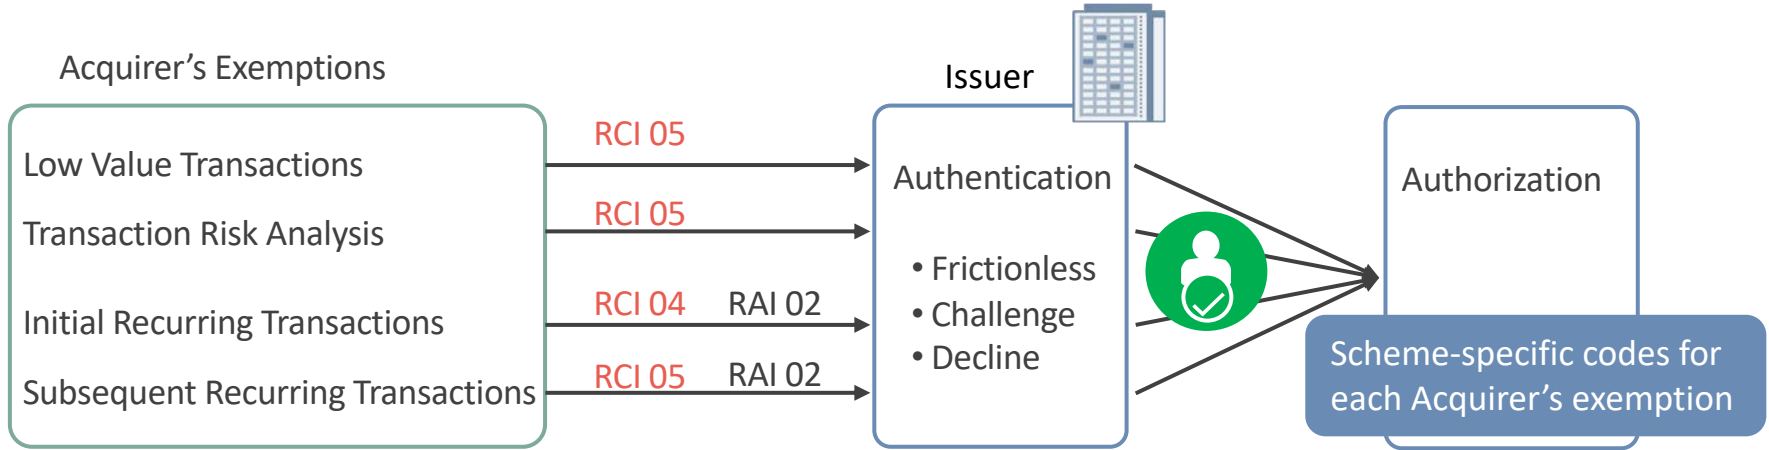 Acquirer’s Exemptions
Low Value Transactions
Transaction Risk Analysis
Initial Recurring Transactions
Subsequent Recurring Transactions
RCI 05
RCI 05
RCI 04 RAI 02
RCI 05 RAI 02
Issuer
Authentication
• Frictionless
• Challenge
• Decline
Authorization
Scheme-specific codes for
each Acquirer’s exemption